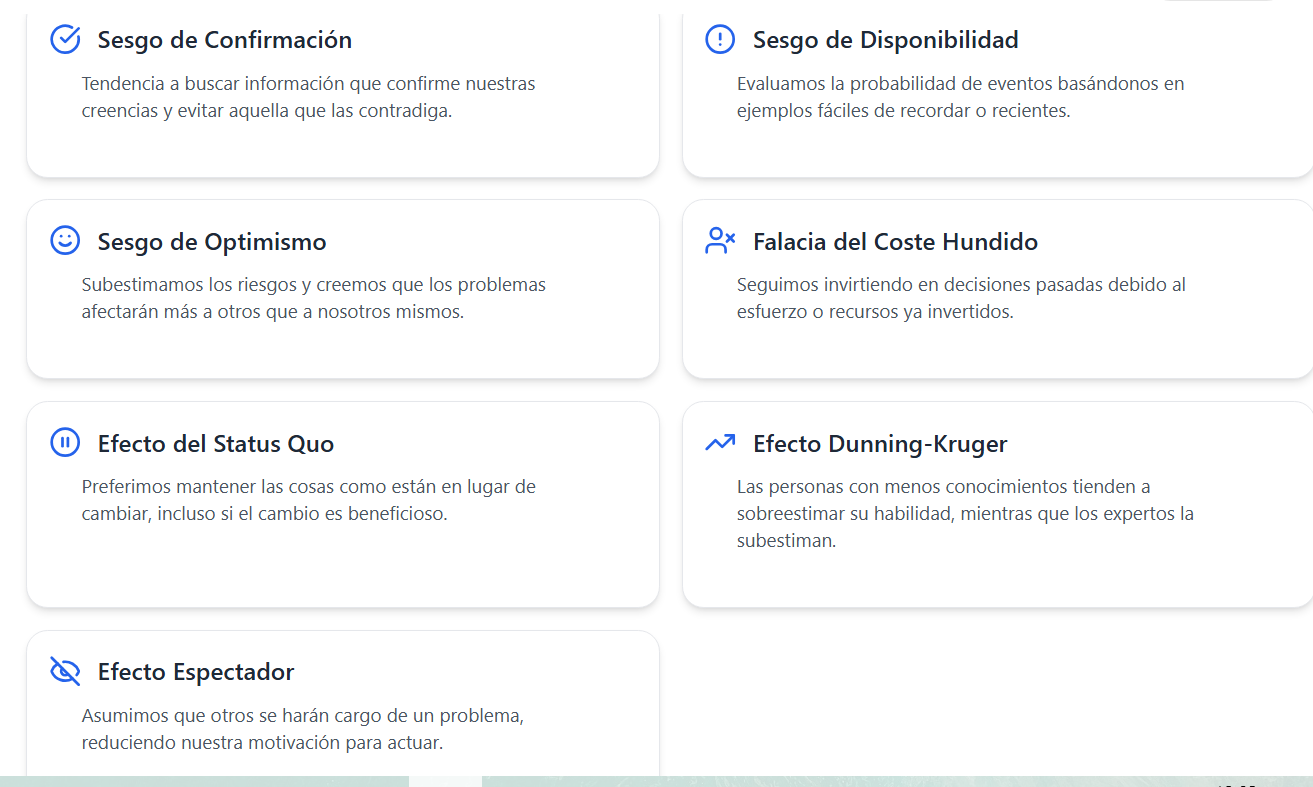 Sesgo de Confirmación
Tendencia a buscar información que confirme nuestras
creencias y evitar aquella que las contradiga.
Sesgo de Disponibilidad
Evaluamos la probabilidad de eventos basándonos en
ejemplos fáciles de recordar o recientes.
Sesgo de Optimismo
Subestimamos los riesgos y creemos que los problemas
afectarán más a otros que a nosotros mismos.
Falacia del Coste Hundido
Seguimos invirtiendo en decisiones pasadas debido al
esfuerzo o recursos ya invertidos.
Efecto del Status Quo
Preferimos mantener las cosas como están en lugar de
cambiar, incluso si el cambio es beneficioso.
Efecto Dunning-Kruger
Las personas con menos conocimientos tienden a
sobreestimar su habilidad, mientras que los expertos la
subestiman.
Efecto Espectador
Asumimos que otros se harán cargo de un problema,
reduciendo nuestra motivación para actuar.